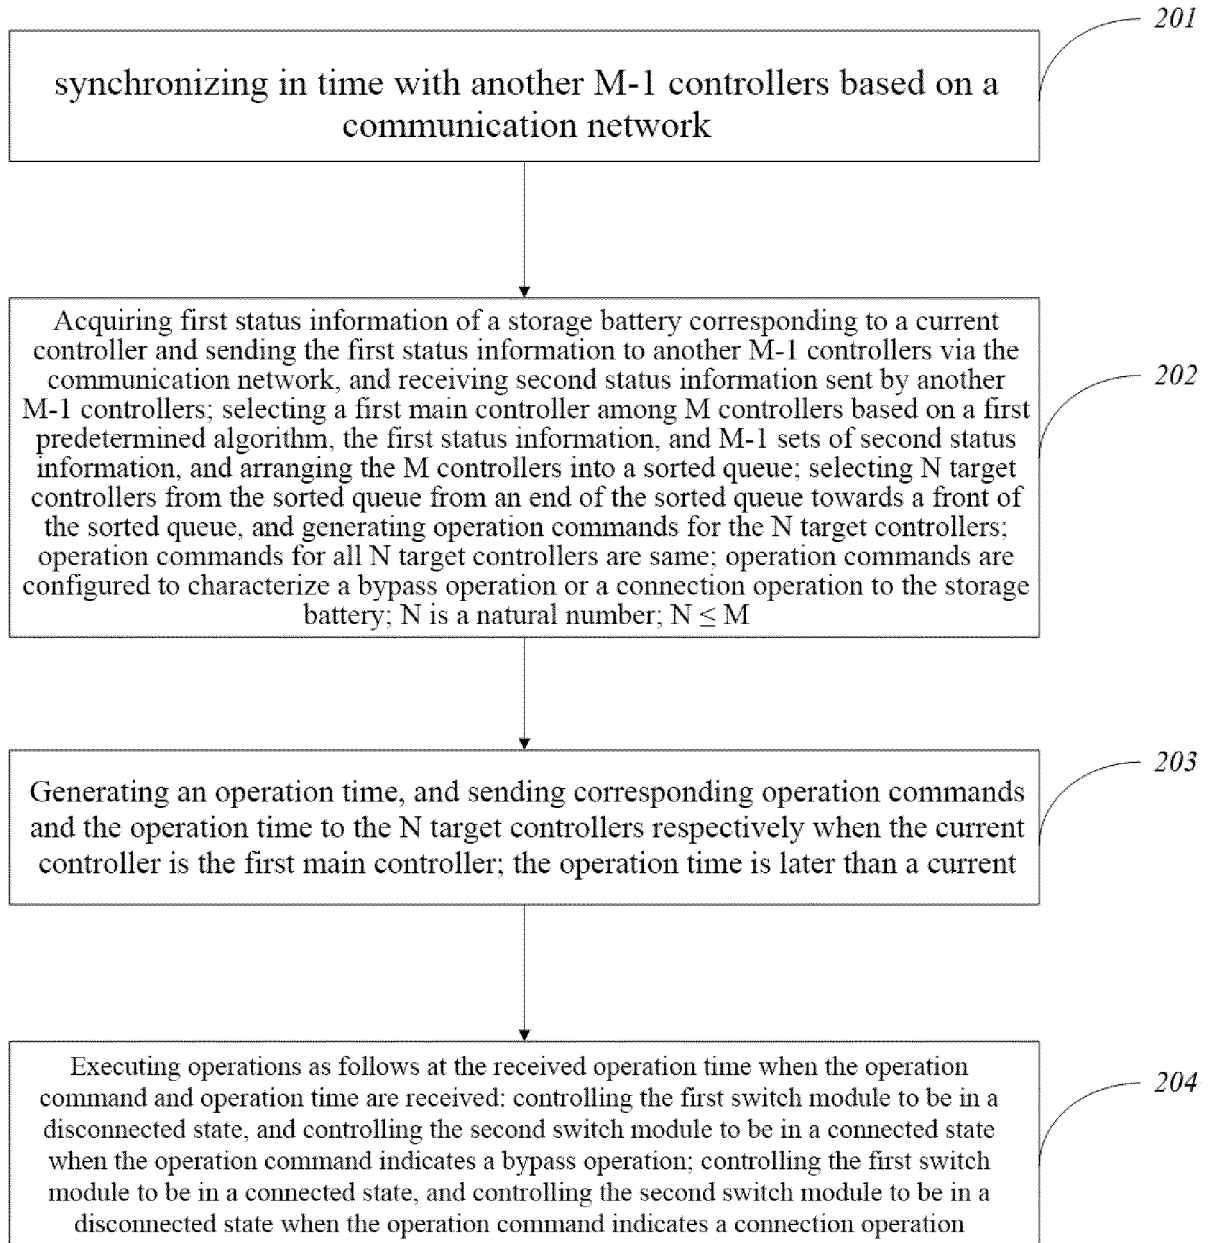 201
synchronizing in time with another M-1 controllers based on a
communication network
Acquiring first status information of a storage battery corresponding to a current
controller and sending the first status information to another M-1 controllers via the
communication network, and receiving second status information sent by another
M-1 controllers; selecting a first main controller among M controllers based on a first
predetermined algorithm, the first status information, and M-1 sets of second status
information, and arranging the M controllers into a sorted queue; selecting N target
controllers from the sorted queue from an end of the sorted queue towards a front of
the sorted queue, and generating operation commands for the N target controllers;
operation commands for all N target controllers are same; operation commands are
configured to characterize a bypass operation or a connection operation to the storage
battery; N is a natural number; N ≤ M
202
203
Generating an operation time, and sending corresponding operation commands
and the operation time to the N target controllers respectively when the current
controller is the first main controller; the operation time is later than a current
204
Executing operations as follows at the received operation time when the operation
command and operation time are received: controlling the first switch module to be in a
disconnected state, and controlling the second switch module to be in a connected state
when the operation command indicates a bypass operation; controlling the first switch
module to be in a connected state, and controlling the second switch module to be in a
disconnected state when the operation command indicates a connection operation